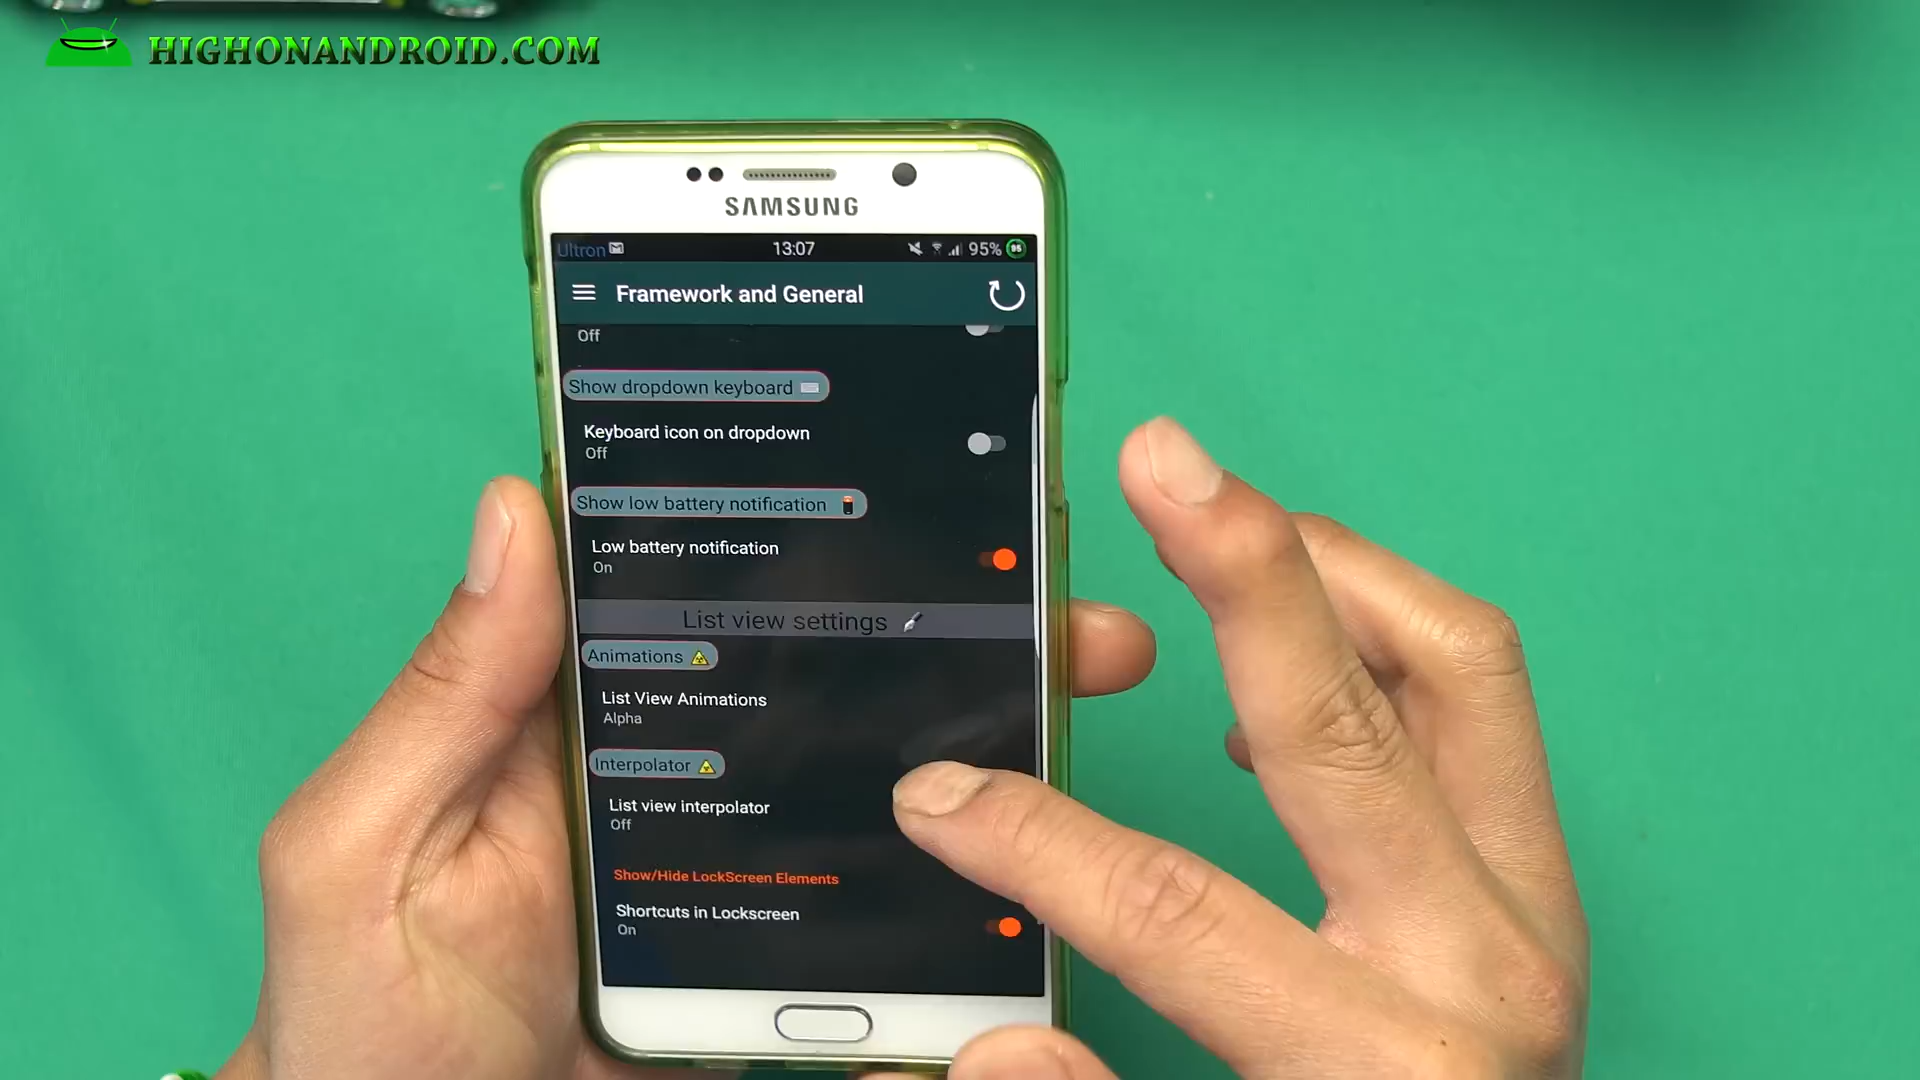 HIGHONANDROID.COM
SAMSUNG
Ultron 13:07 95% 95
Framework and General
Off
Show dropdown keyboard
Keyboard icon on dropdown
Off
Show low battery notification
Low battery notification
On
List view settings
Animations
List View Animations
Alpha
Interpolator
List view interpolator
Off
Show/Hide LockScreen Elements
Shortcuts in Lockscreen
On